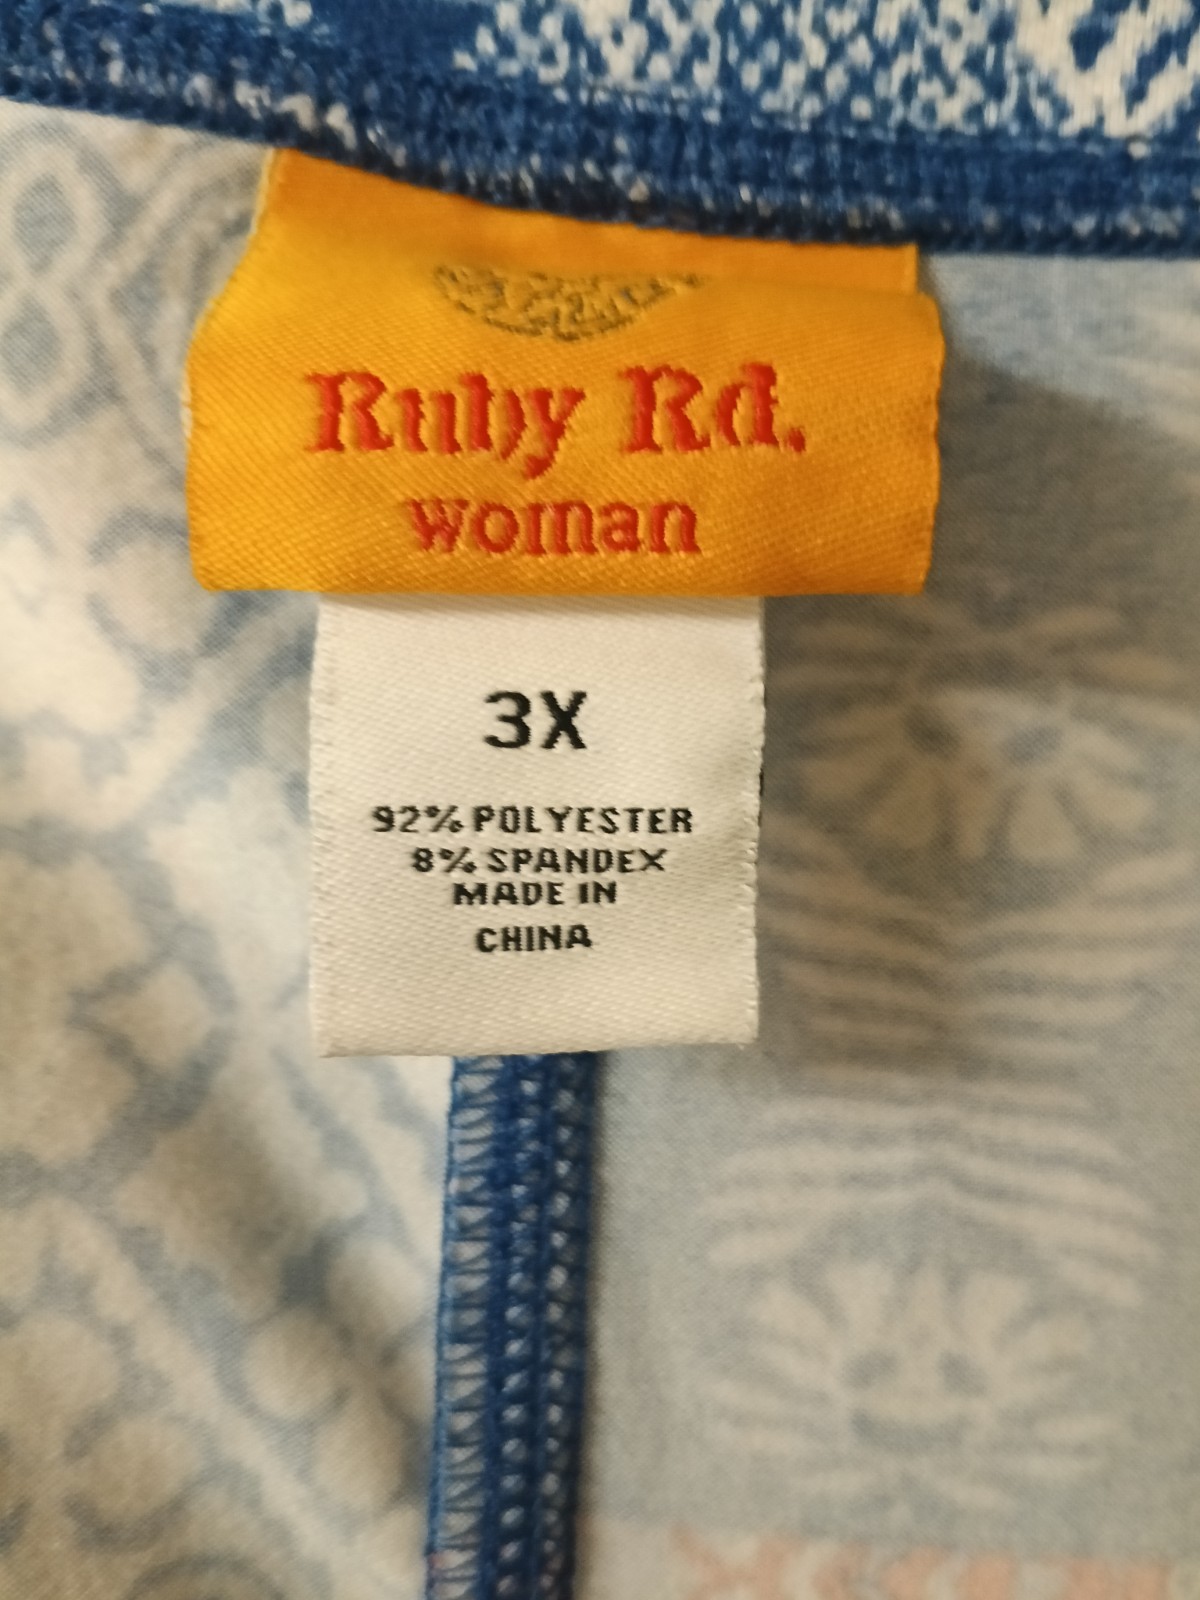 Ruby Rd.
woman
3X
92% POLYESTER
8% SPANDEX
MADE IN
CHINA